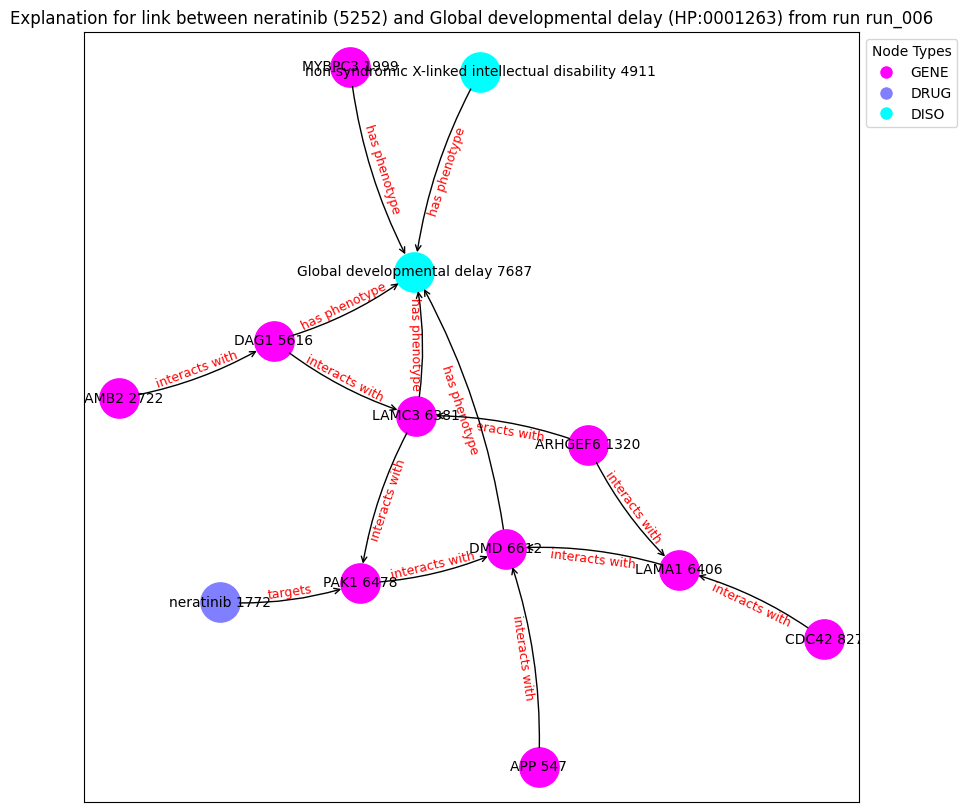 Explanation for link between neratinib (5252) and Global developmental delay (HP:0001263) from run run_006
Node Types
GENE
DRUG
DISO
MYBPC3 1999
non-syndromic X-linked intellectual disability 4911
has phenotype
has phenotype
Global developmental delay 7687
has phenotype
DAG1 5616
has phenotype
interacts with
interacts with
AMB2 2722
has phenotype
LAMC3 6381
eracts with
ARHGEF6 1320
interacts with
interacts with
DMD 6612
interacts with
interacts with
LAMA1 6406
PAK1 6478
targets
neratinib 1772
interacts with
CDC42 827
interacts with
APP 547